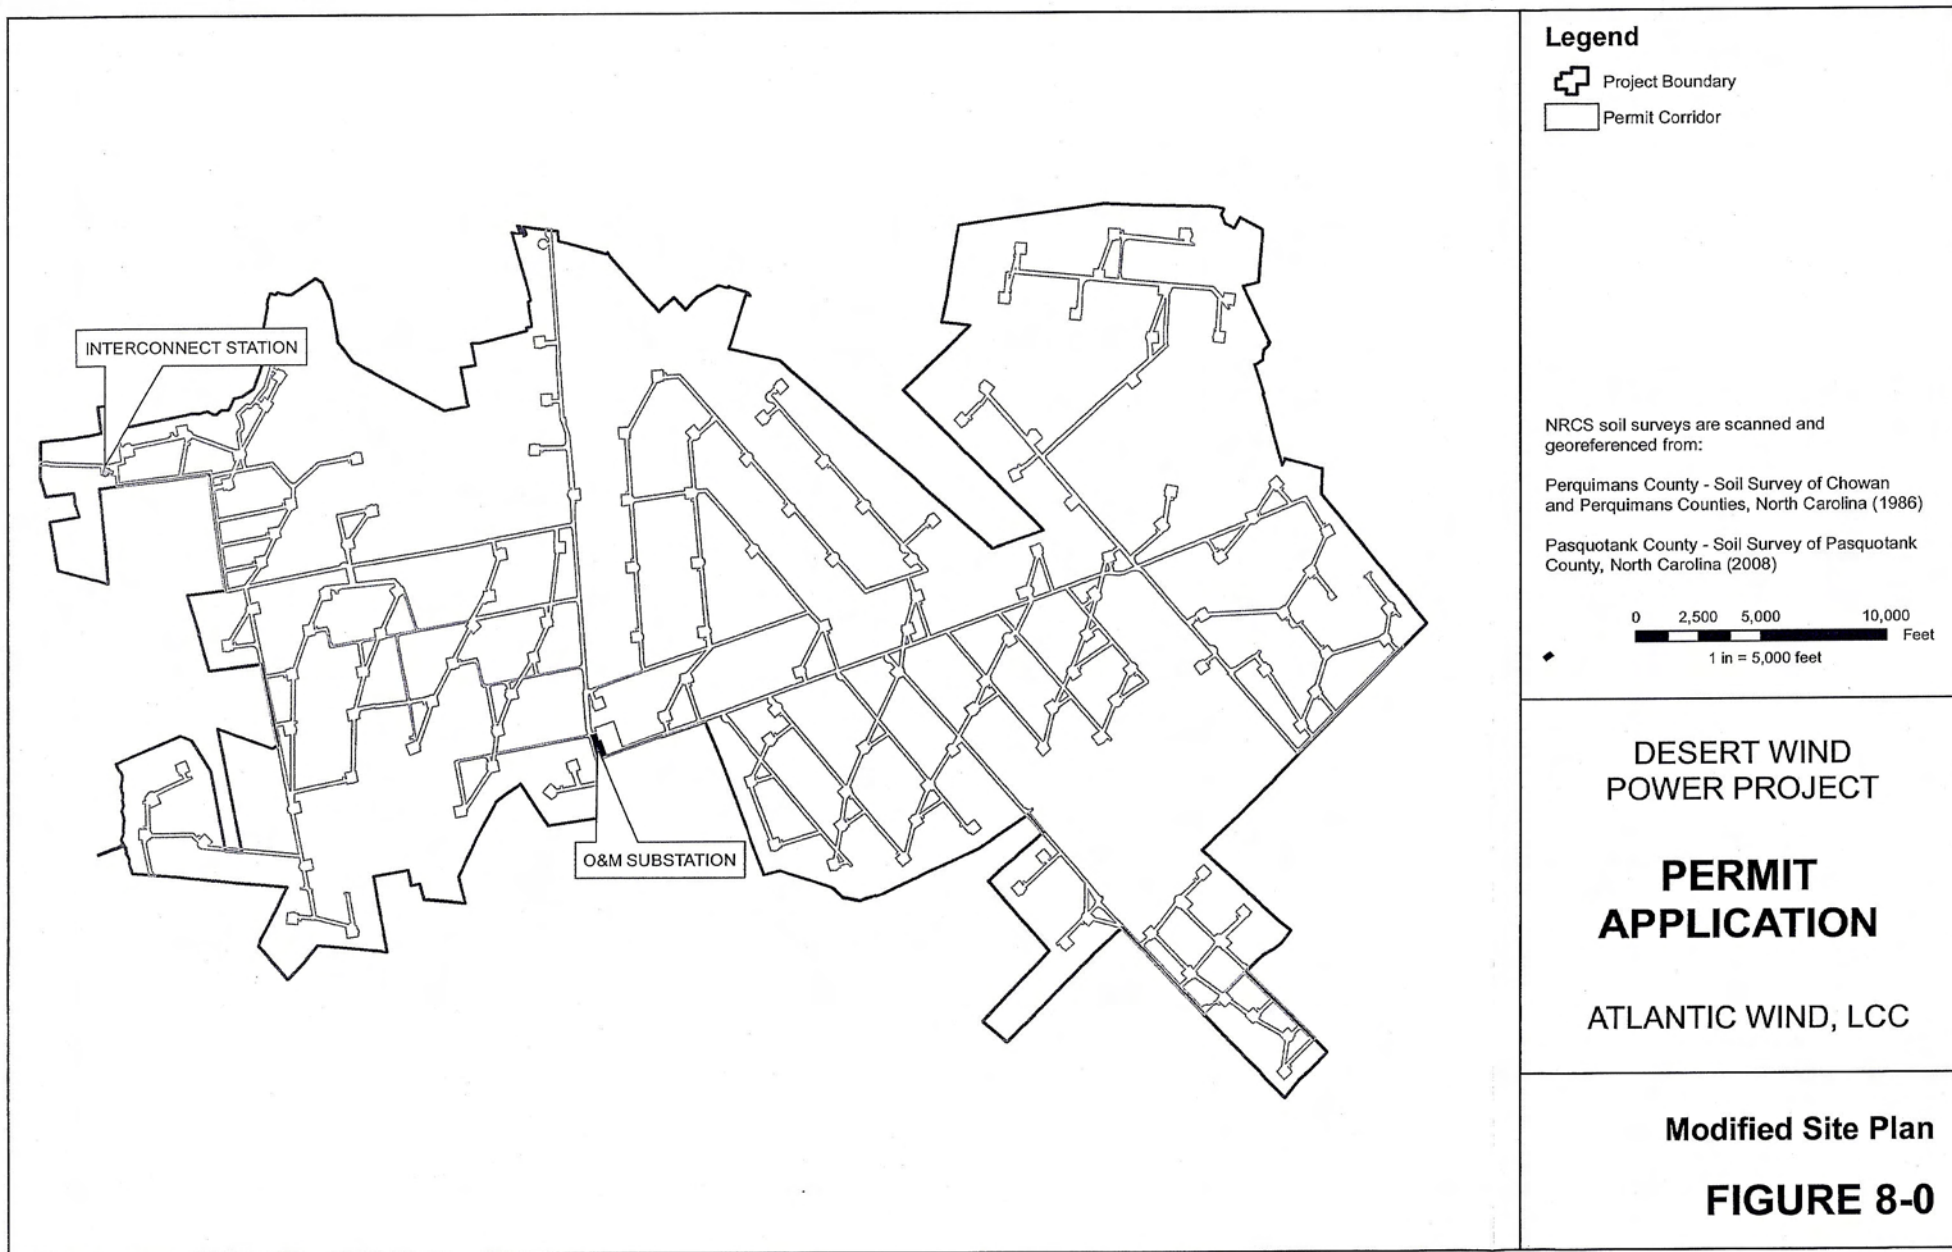 INTERCONNECT STATION
O&M SUBSTATION
Legend
Project Boundary
Permit Corridor
NRCS soil surveys are scanned and
georeferenced from:
Perquimans County - Soil Survey of Chowan
and Perquimans Counties, North Carolina (1986)
Pasquotank County - Soil Survey of Pasquotank
County, North Carolina (2008)
0 2,500 5,000 10,000
Feet
1 in = 5,000 feet
DESERT WIND
POWER PROJECT
PERMIT
APPLICATION
ATLANTIC WIND, LCC
Modified Site Plan
FIGURE 8-0